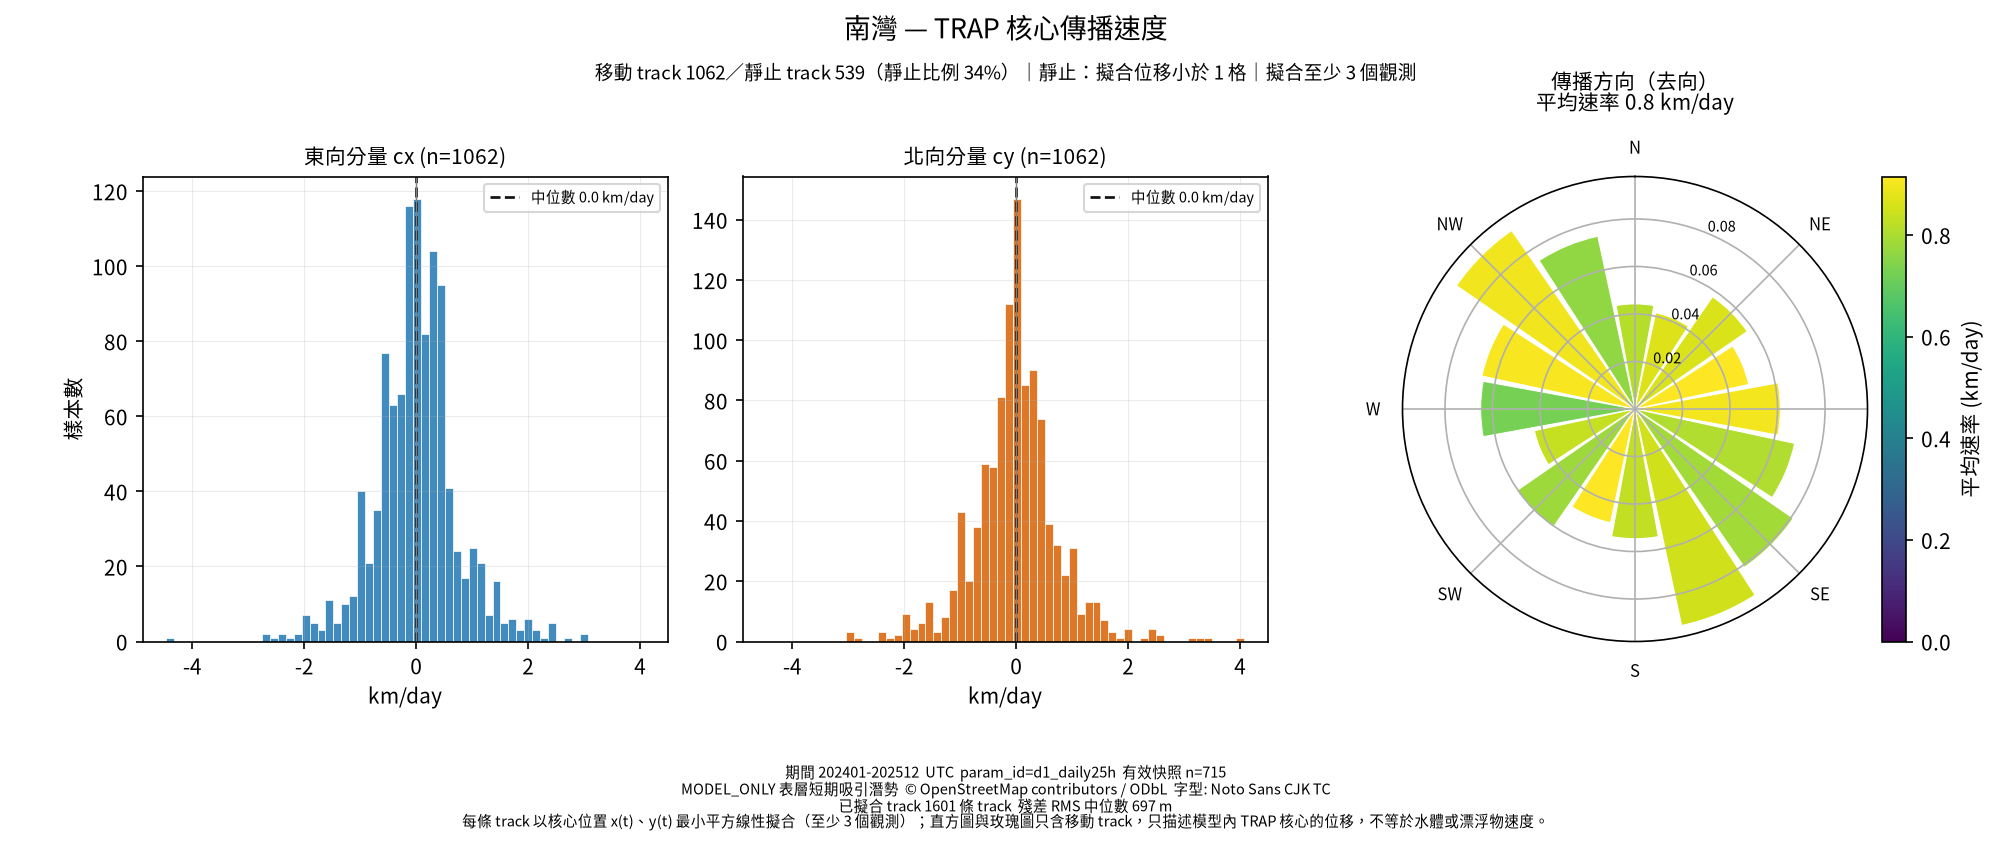 南灣 — TRAP 核心傳播速度
移動 track 1062／靜止 track 539（靜止比例 34%）｜靜止：擬合位移小於 1 格｜擬合至少 3 個觀測
東向分量 cx (n=1062)
中位數 0.0 km/day
樣本數
120
100
80
60
40
20
0
-4
-2
0
2
4
km/day
北向分量 cy (n=1062)
中位數 0.0 km/day
140
120
100
80
60
40
20
0
-4
-2
0
2
4
km/day
傳播方向（去向）
平均速率 0.8 km/day
N
NE
SE
S
SW
W
NW
0.02
0.04
0.06
0.08
0.8
0.6
0.4
0.2
0.0
平均速率 (km/day)
期間 202401-202512 UTC param_id=d1_daily25h 有效快照 n=715
MODEL_ONLY 表層短期吸引潛勢 © OpenStreetMap contributors / ODbL 字型: Noto Sans CJK TC
已擬合 track 1601 條 track 殘差 RMS 中位數 697 m
每條 track 以核心位置 x(t)、y(t) 最小平方線性擬合（至少 3 個觀測）；直方圖與玫瑰圖只含移動 track，只描述模型內 TRAP 核心的位移，不等於水體或漂浮物速度。